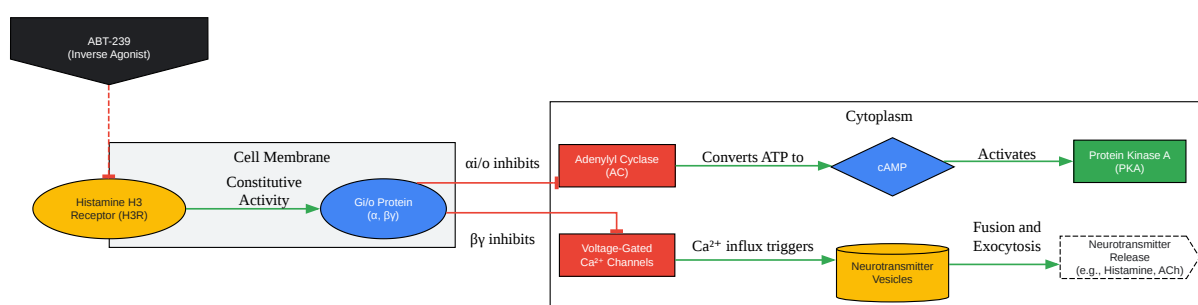 ABT-239
(Inverse Agonist)
Cytoplasm
Cell Membrane
αi/o inhibits
Adenylyl Cyclase
(AC)
Converts ATP to
cAMP
Activates
Protein Kinase A
(PKA)
Histamine H3
Receptor (H3R)
Constitutive
Activity
Gi/o Protein
(α, βγ)
βγ inhibits
Voltage-Gated
Ca²⁺ Channels
Ca²⁺ influx triggers
Neurotransmitter
Vesicles
Fusion and
Exocytosis
Neurotransmitter
Release
(e.g., Histamine, ACh)